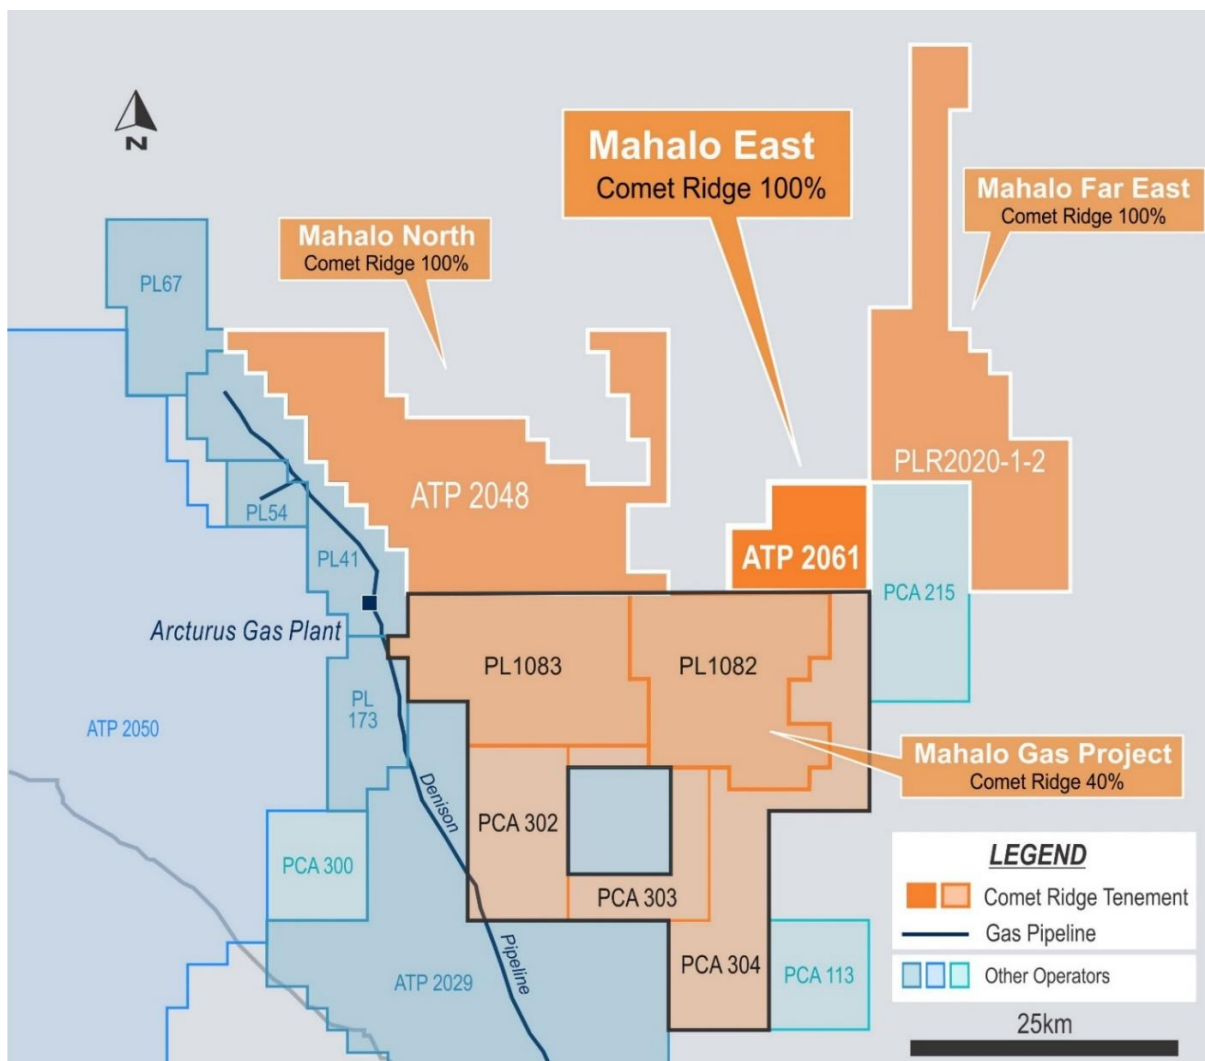 N
Mahalo East
Comet Ridge 100%
Mahalo Far East
Comet Ridge 100%
Mahalo North
Comet Ridge 100%
PL67
PLR2020-1-2
ATP 2048
PL54
PL41
ATP 2061
PCA 215
Arcturus Gas Plant
PL1083
PL1082
PL
173
ATP 2050
Mahalo Gas Project
Comet Ridge 40%
Denison
PCA 302
PCA 300
PCA 303
Pipeline
PCA 304
PCA 113
ATP 2029
LEGEND
Comet Ridge Tenement
Gas Pipeline
Other Operators
25km